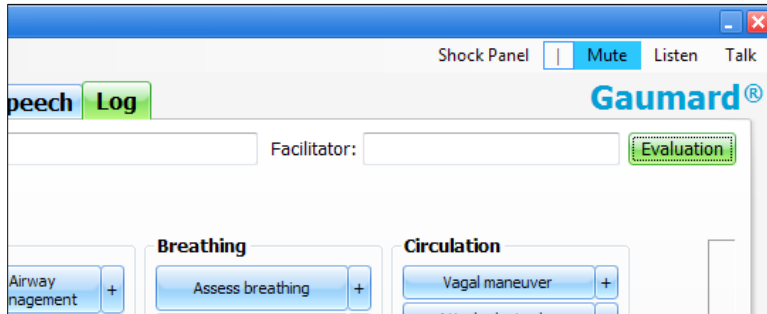 Shock Panel | Mute Listen Talk
peech Log Gaumard®
Facilitator: Evaluation
Breathing Circulation
Airway
nagement + Assess breathing + Vagal maneuver +